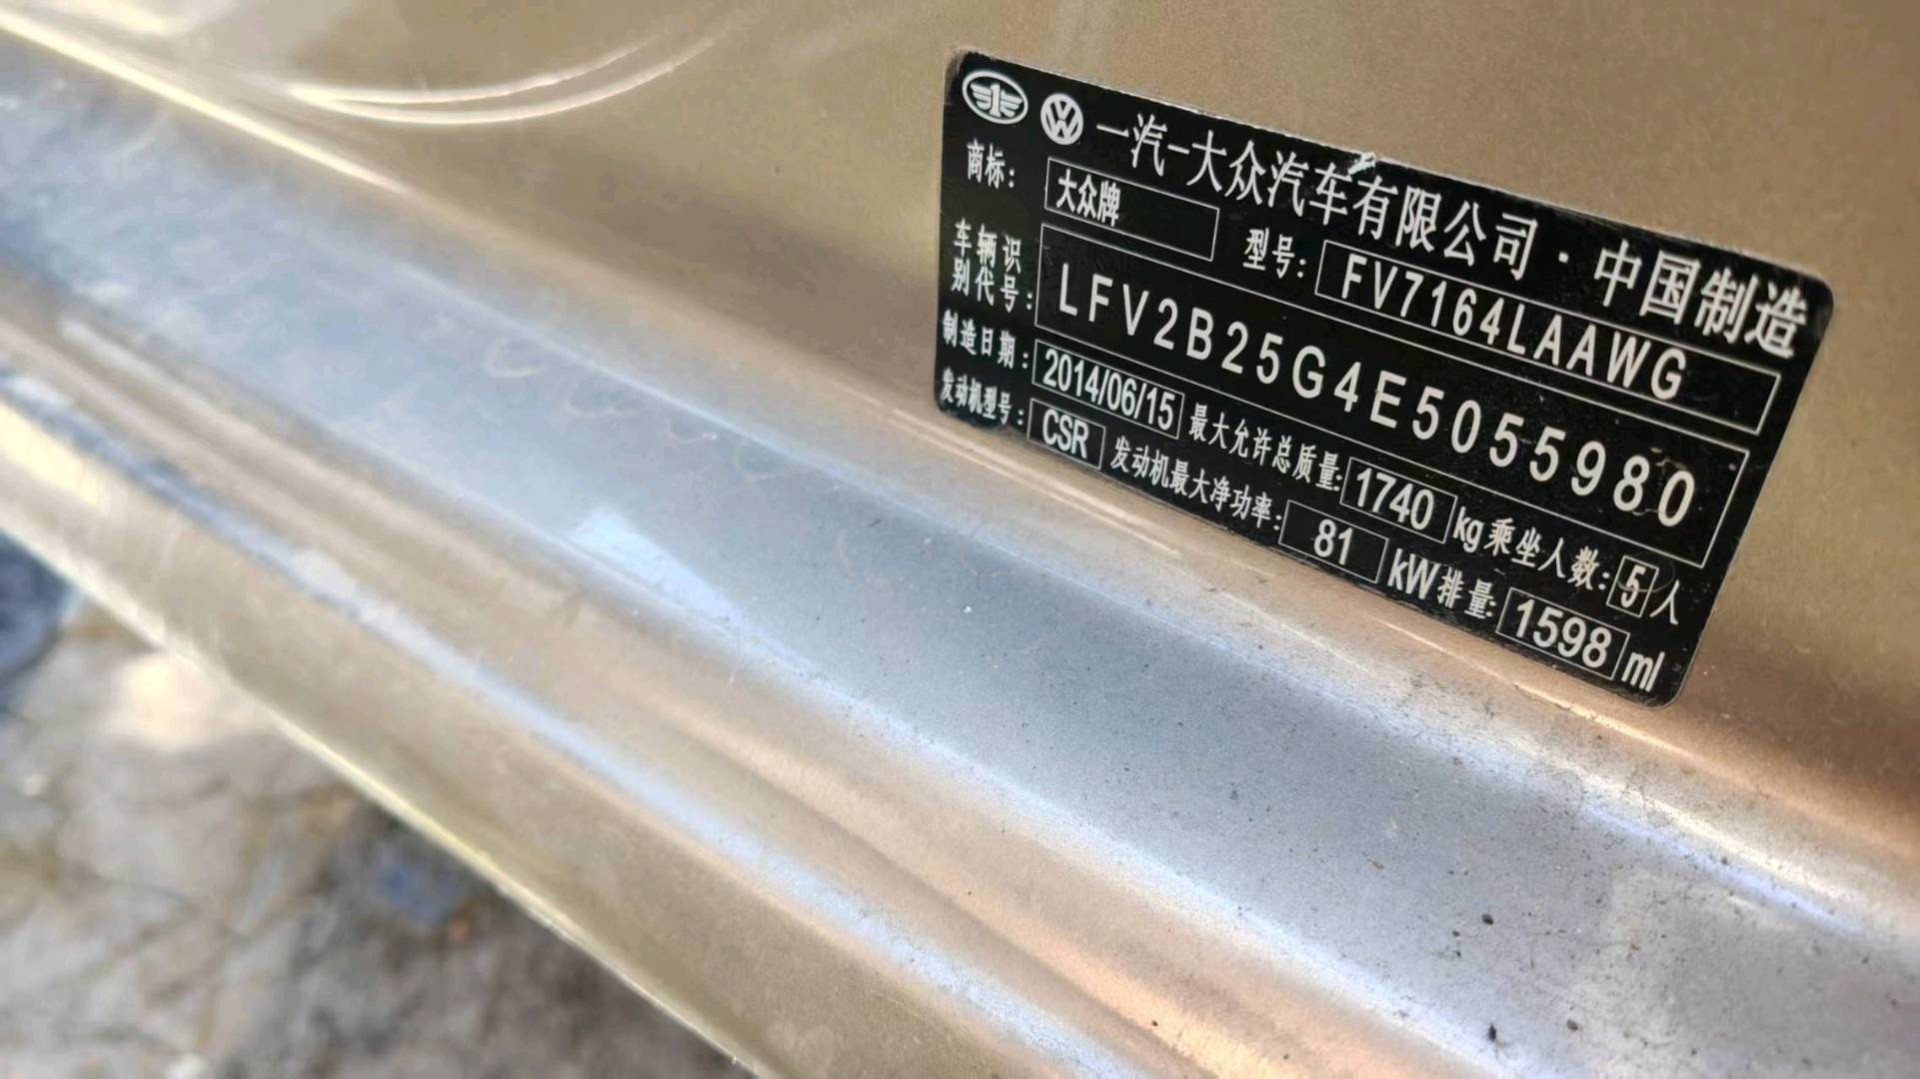 一汽-大众汽车有限公司·中国制造
商标: 大众牌 型号: FV7164LAAWG
车辆识别代号: LFV2B25G4E5055980
制造日期: 2014/06/15 最大允许总质量: 1740 kg 乘坐人数: 5 人
发动机型号: CSR 发动机最大净功率: 81 kW 排量: 1598 ml